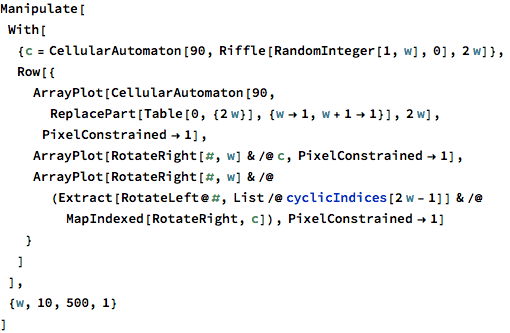 Manipulate[
With[
{c = CellularAutomaton[90, Riffle[RandomInteger[1, w], 0], 2 w]},
Row[{
ArrayPlot[CellularAutomaton[90,
ReplacePart[Table[0, {2 w}], {w → 1, w + 1 → 1}], 2 w],
PixelConstrained → 1],
ArrayPlot[RotateRight[#, w] & /@ c, PixelConstrained → 1],
ArrayPlot[RotateRight[#, w] & /@
(Extract[RotateLeft@#, List /@ cyclicIndices[2 w - 1]] & /@
MapIndexed[RotateRight, c]), PixelConstrained → 1]
}
]
],
{w, 10, 500, 1}
]